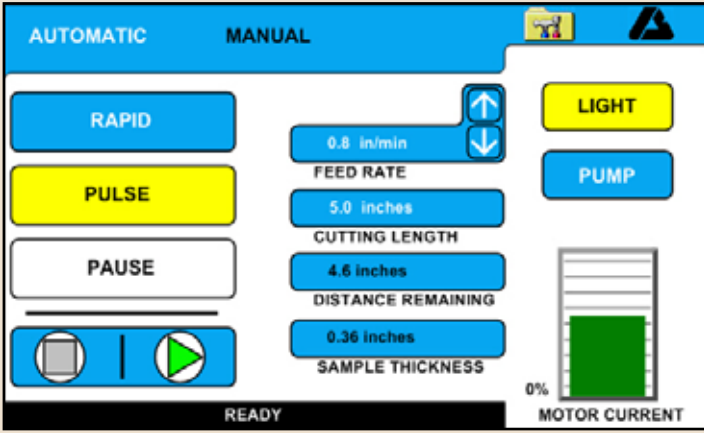 AUTOMATIC MANUAL
RAPID
PULSE
PAUSE
0.8 in/min
FEED RATE
5.0 inches
CUTTING LENGTH
4.6 inches
DISTANCE REMAINING
0.36 inches
SAMPLE THICKNESS
LIGHT
PUMP
0%
MOTOR CURRENT
READY